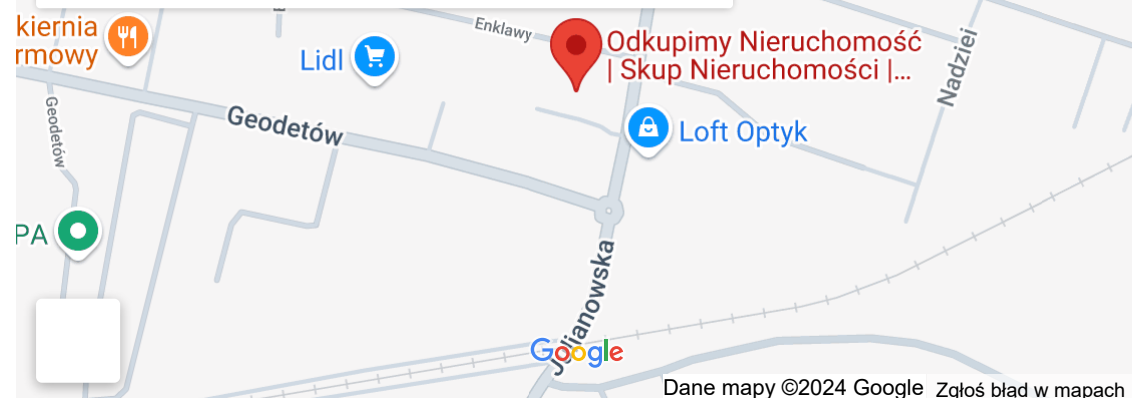 kiernia
rmowy
Enklawy
Lidl
Odkupimy Nieruchomość
| Skup Nieruchomości |...
Nadziei
Geodetów
Geodetów
Loft Optyk
PA
Julianowska
Google
Dane mapy ©2024 Google
Zgłoś błąd w mapach